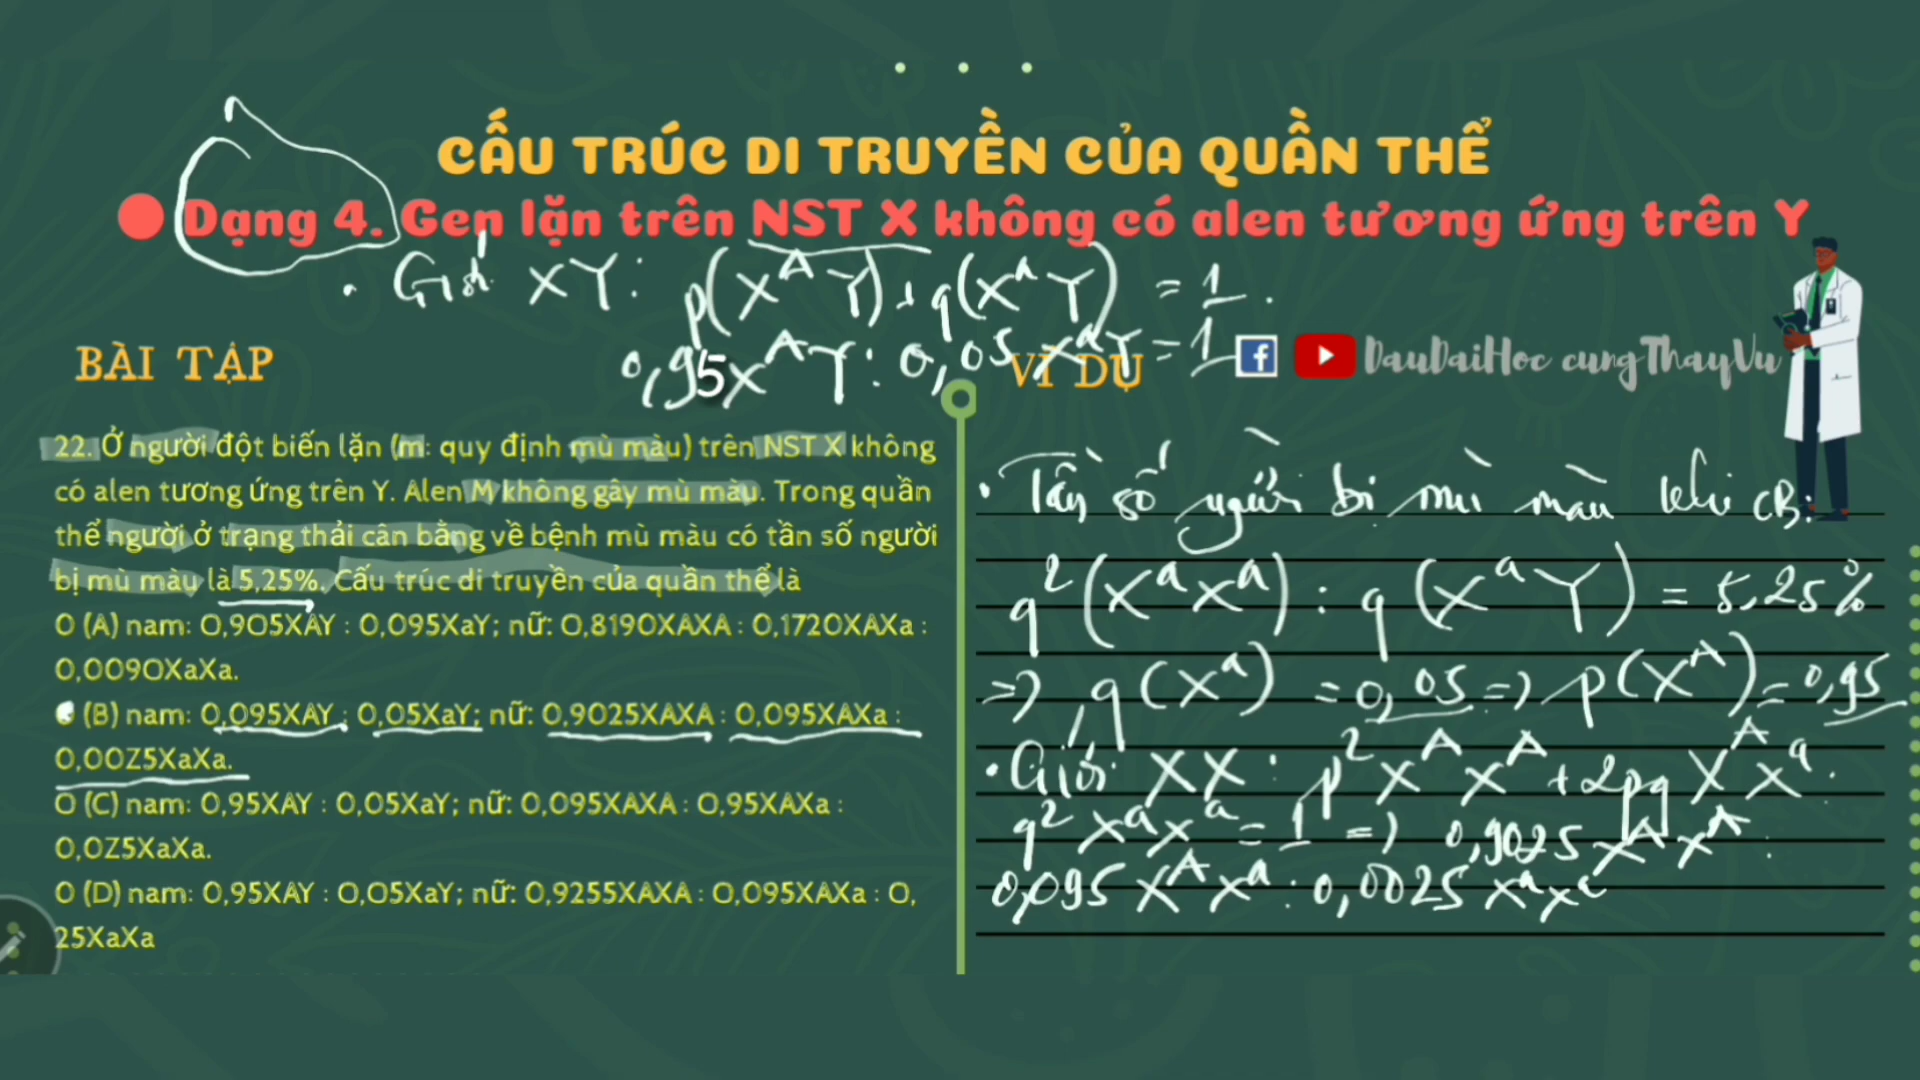 CẤU TRÚC DI TRUYỀN CỦA QUẦN THỂ
Dạng 4. Gen lặn trên NST X không có alen tương ứng trên Y
• Giới XY: p(X^A Y) + q(X^a Y) = 1.
0,95X^A Y : 0,05 X^a Y = 1
BÀI TẬP
22. Ở người đột biến lặn (m: quy định mù màu) trên NST X không
có alen tương ứng trên Y. Alen M không gây mù màu. Trong quần
thể người ở trạng thái cân bằng về bệnh mù màu có tần số người
bị mù màu là 5,25%. Cấu trúc di truyền của quần thể là
O (A) nam: 0,905XAY : 0,095XaY; nữ: 0,8190XAXA : 0,1720XAXa :
0,0090XaXa.
(B) nam: 0,095XAY : 0,05XaY; nữ: 0,9025XAXA : 0,095XAXa :
0,00Z5XaXa.
O (C) nam: 0,95XAY : 0,05XaY; nữ: 0,095XAXA : 0,95XAXa :
0,0Z5XaXa.
O (D) nam: 0,95XAY : 0,05XaY; nữ: 0,9255XAXA : 0,095XAXa : 0,
25XaXa
VÍ DỤ
DauDaiHoc cungThayVu
• Tần số người bị mù màu khi CB:
q^2 (X^a X^a) : q (X^a Y) = 5,25%
=> q(X^a) = 0,05 => p(X^A) = 0,95
• Giới XX: p^2 X^A X^A + 2pq X^A X^a.
q^2 X^a X^a = 1 => 0,9025 X^A X^A :
0,095 X^A X^a : 0,0025 X^a X^a